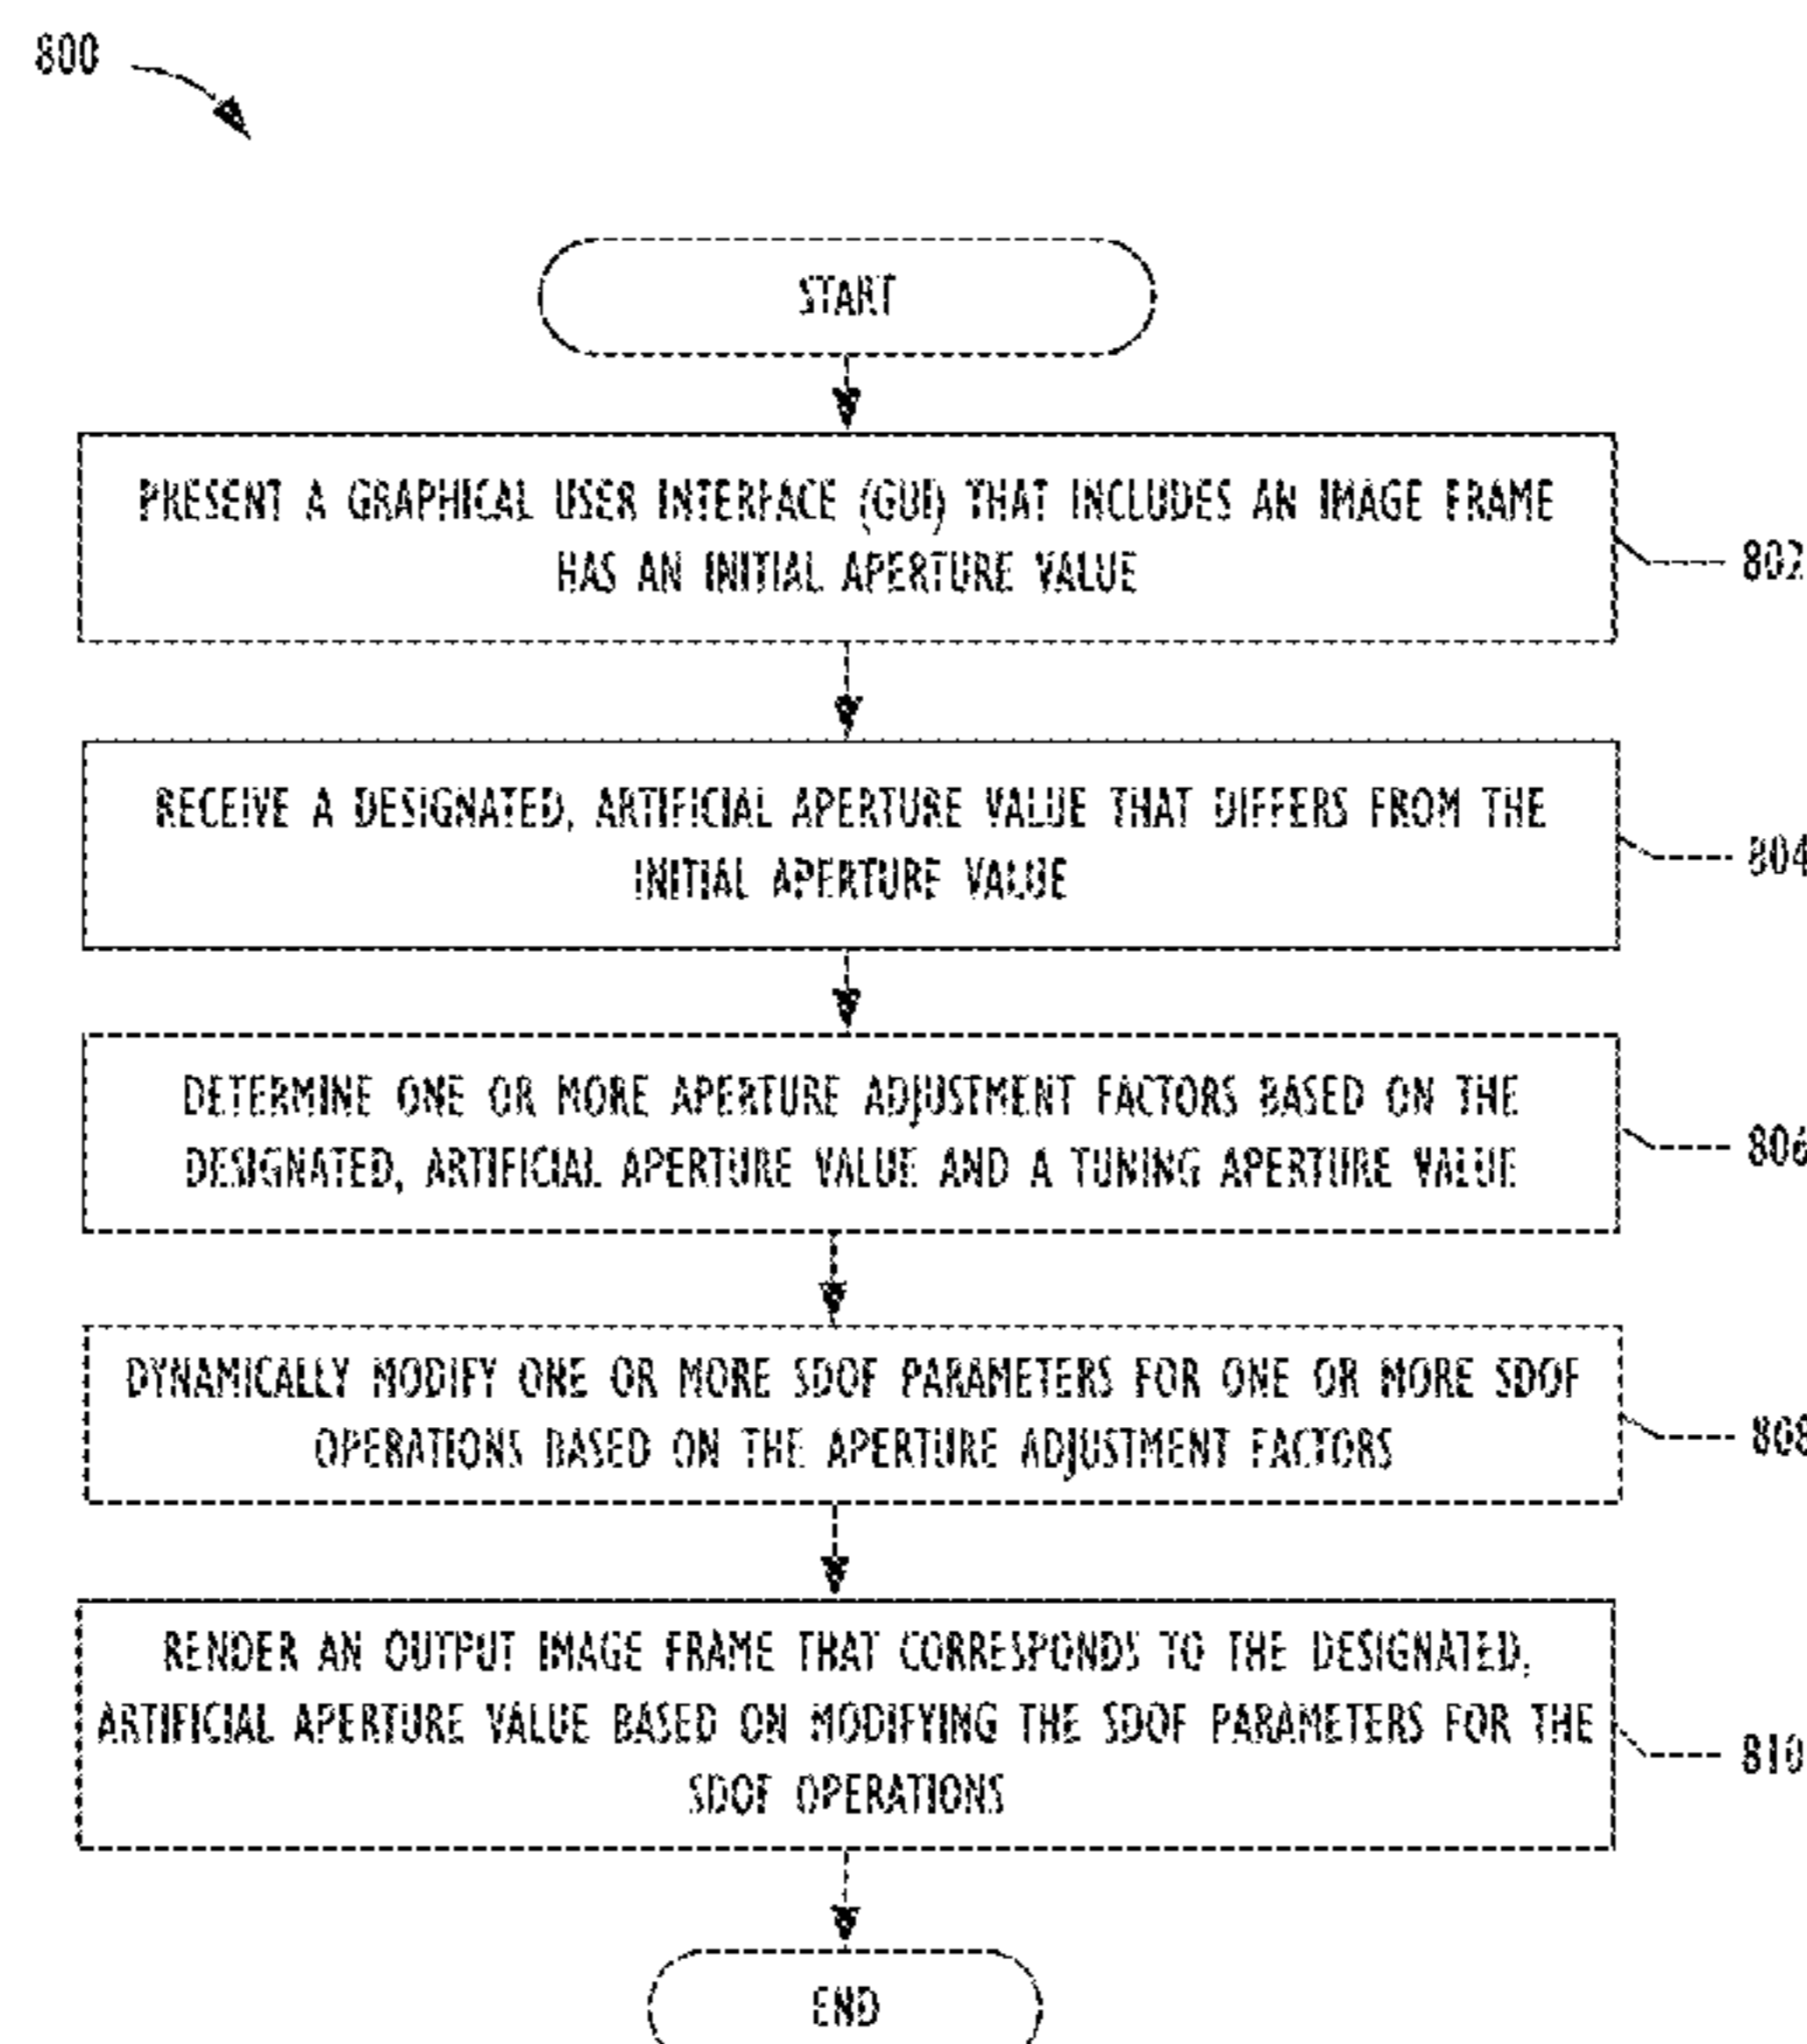 800
START
PRESENT A GRAPHICAL USER INTERFACE (GUI) THAT INCLUDES AN IMAGE FRAME
HAS AN INITIAL APERTURE VALUE
802
RECEIVE A DESIGNATED, ARTIFICIAL APERTURE VALUE THAT DIFFERS FROM THE
INITIAL APERTURE VALUE
804
DETERMINE ONE OR MORE APERTURE ADJUSTMENT FACTORS BASED ON THE
DESIGNATED, ARTIFICIAL APERTURE VALUE AND A TUNING APERTURE VALUE
806
DYNAMICALLY MODIFY ONE OR MORE SDOF PARAMETERS FOR ONE OR MORE SDOF
OPERATIONS BASED ON THE APERTURE ADJUSTMENT FACTORS
808
RENDER AN OUTPUT IMAGE FRAME THAT CORRESPONDS TO THE DESIGNATED,
ARTIFICIAL APERTURE VALUE BASED ON MODIFYING THE SDOF PARAMETERS FOR THE
SDOF OPERATIONS
810
END